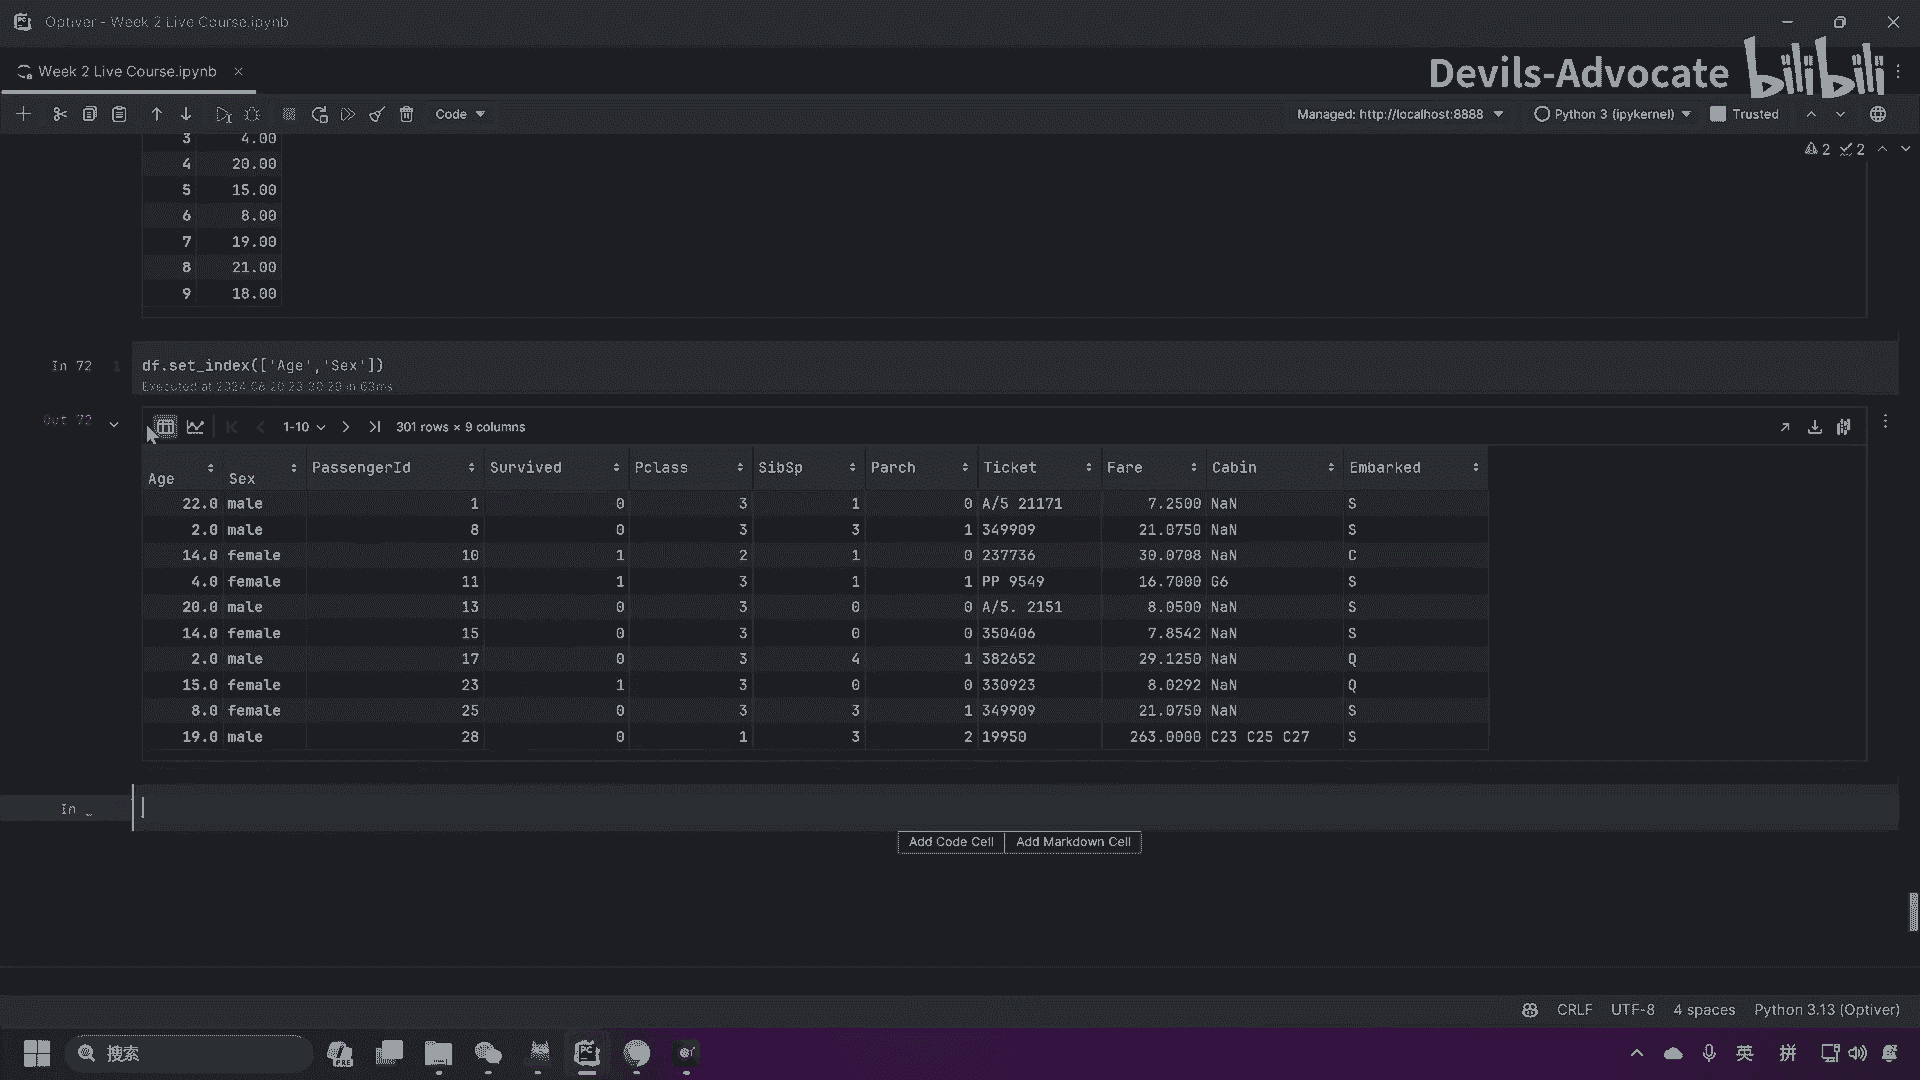 Optiver - Week 2 Live Course.ipynb
Week 2 Live Course.ipynb
Devils-Advocate bilibili
Code
Managed: http://localhost:8888 Python 3 (ipykernel) Trusted
2 2
3 4.00
4 20.00
5 15.00
6 8.00
7 19.00
8 21.00
9 18.00
In 72 1 df.set_index(['Age','Sex'])
Executed at 2024.08.20 23:30:29 in 63ms
Out 72 1-10 301 rows × 9 columns
Age Sex PassengerId Survived Pclass SibSp Parch Ticket Fare Cabin Embarked
22.0 male 1 0 3 1 0 A/5 21171 7.2500 NaN S
2.0 male 8 0 3 3 1 349909 21.0750 NaN S
14.0 female 10 1 2 1 0 237736 30.0708 NaN C
4.0 female 11 1 3 1 1 PP 9549 16.7000 G6 S
20.0 male 13 0 3 0 0 A/5. 2151 8.0500 NaN S
14.0 female 15 0 3 0 0 350406 7.8542 NaN S
2.0 male 17 0 3 4 1 382652 29.1250 NaN Q
15.0 female 23 1 3 0 0 330923 8.0292 NaN Q
8.0 female 25 0 3 3 1 349909 21.0750 NaN S
19.0 male 28 0 1 3 2 19950 263.0000 C23 C25 C27 S
In _
Add Code Cell Add Markdown Cell
CRLF UTF-8 4 spaces Python 3.13 (Optiver)
搜索 PRE PC 英 拼